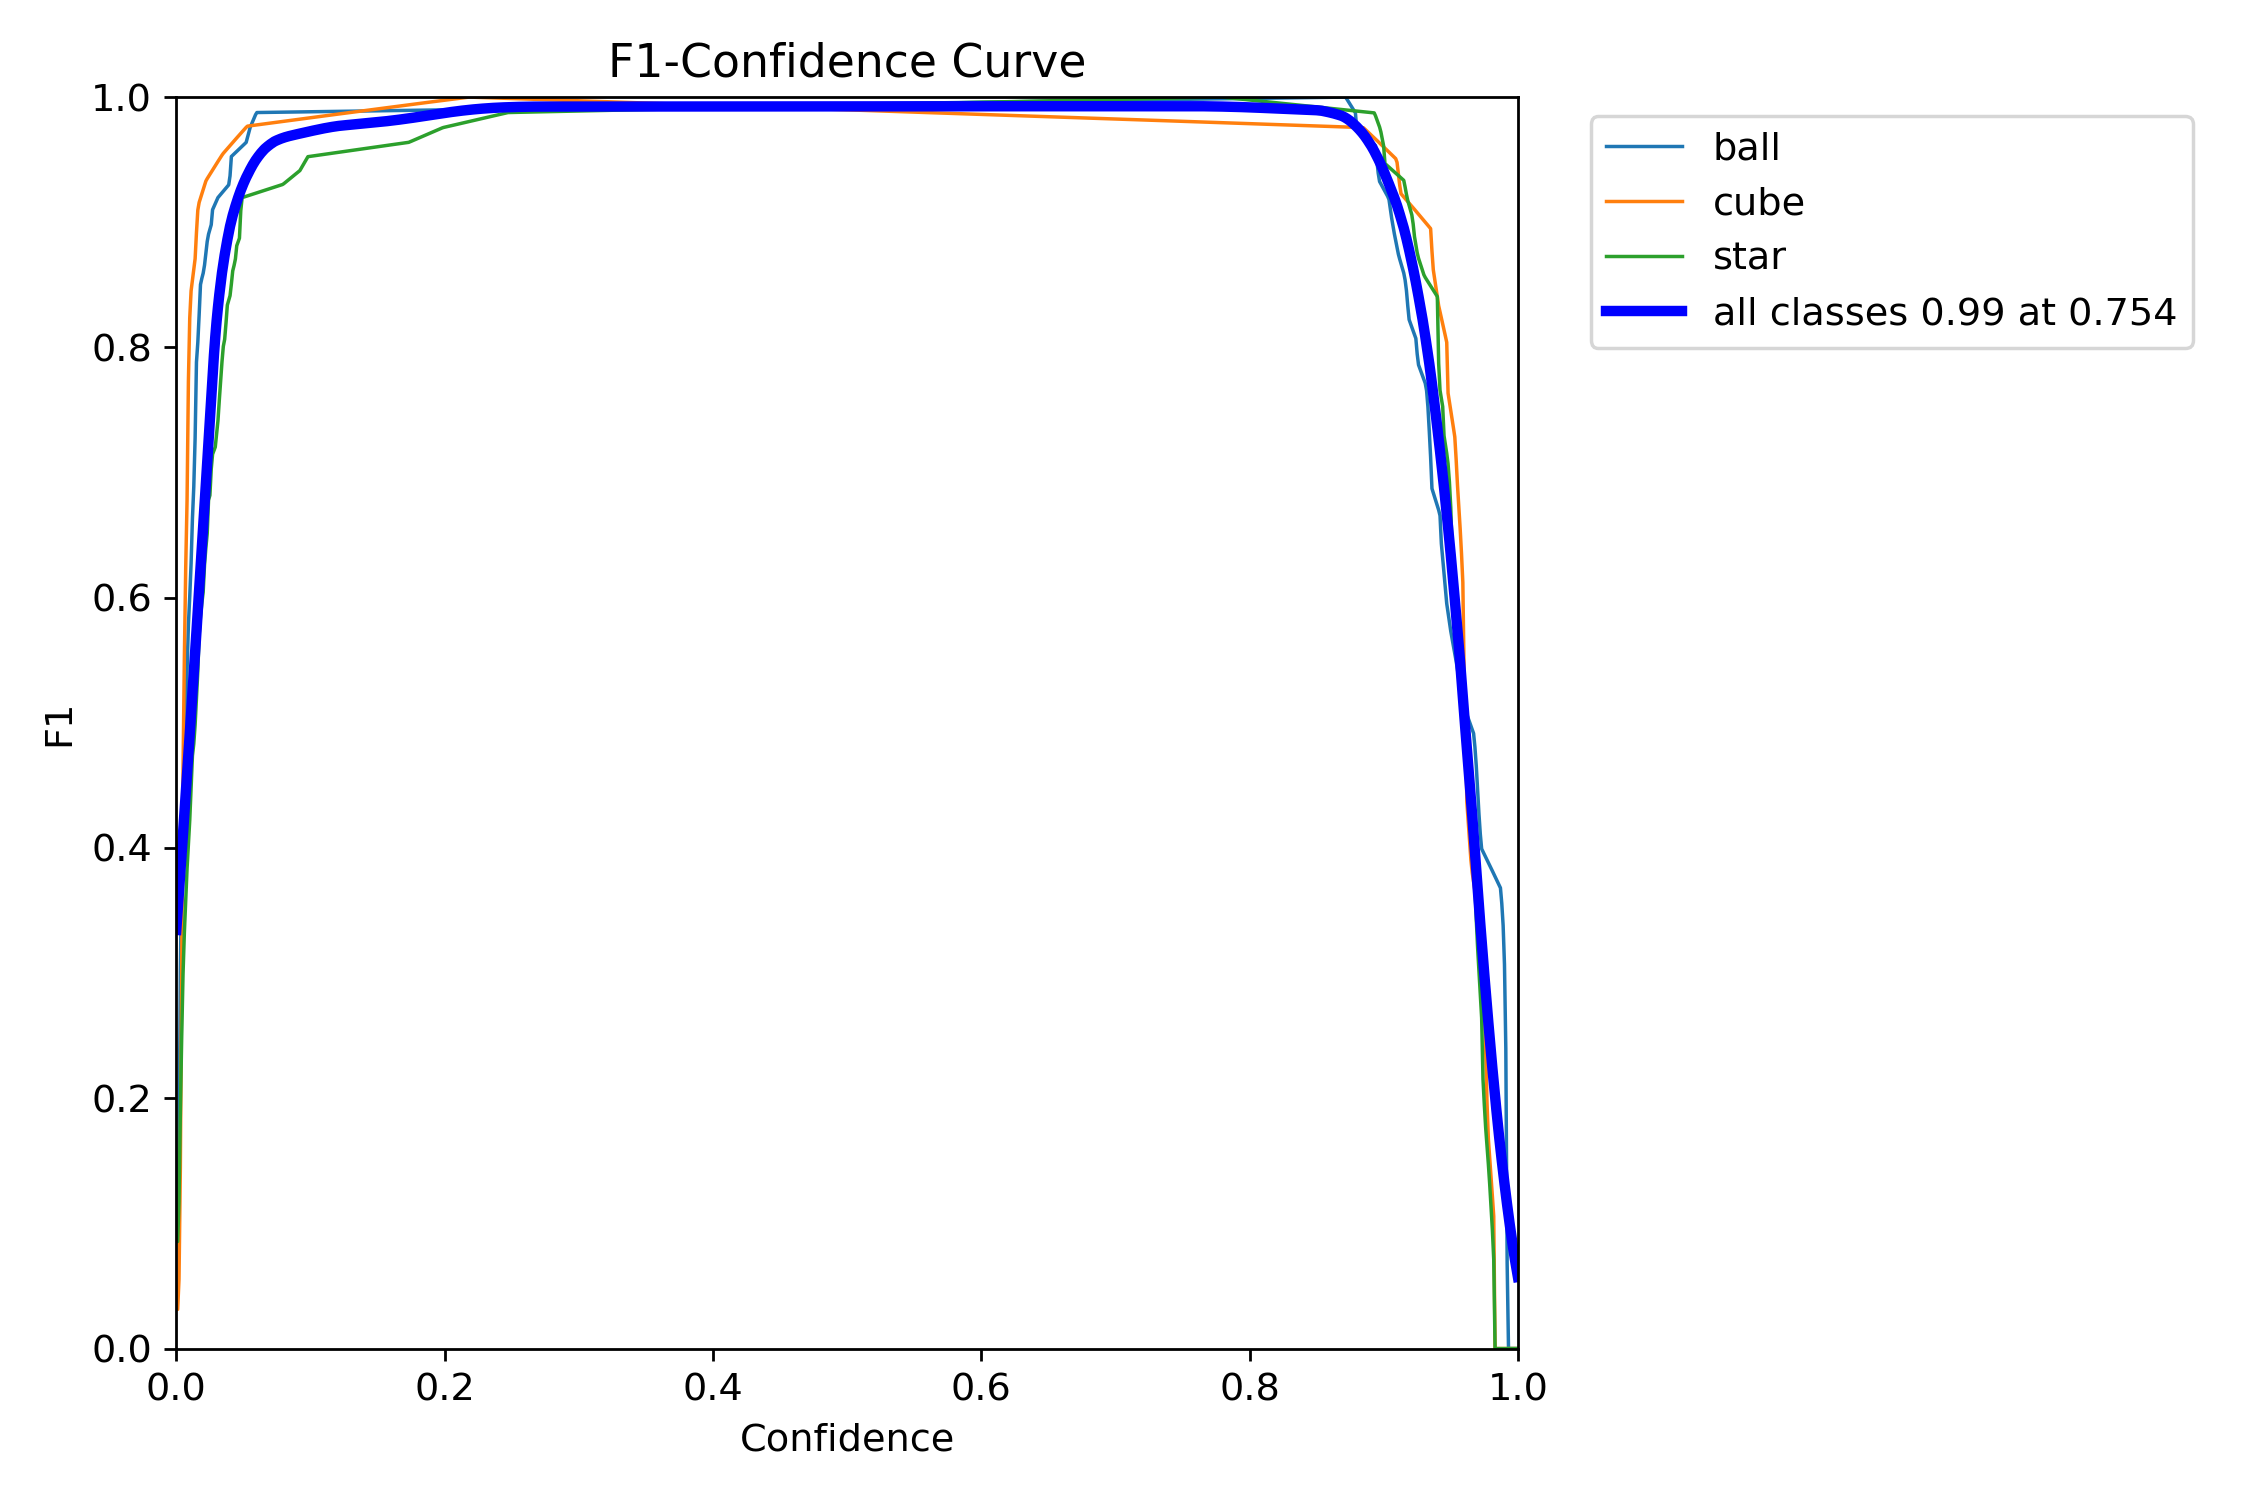 F1-Confidence Curve
1.0
0.8
0.6
0.4
0.2
0.0
F1
0.0 0.2 0.4 0.6 0.8 1.0
Confidence
ball
cube
star
all classes 0.99 at 0.754